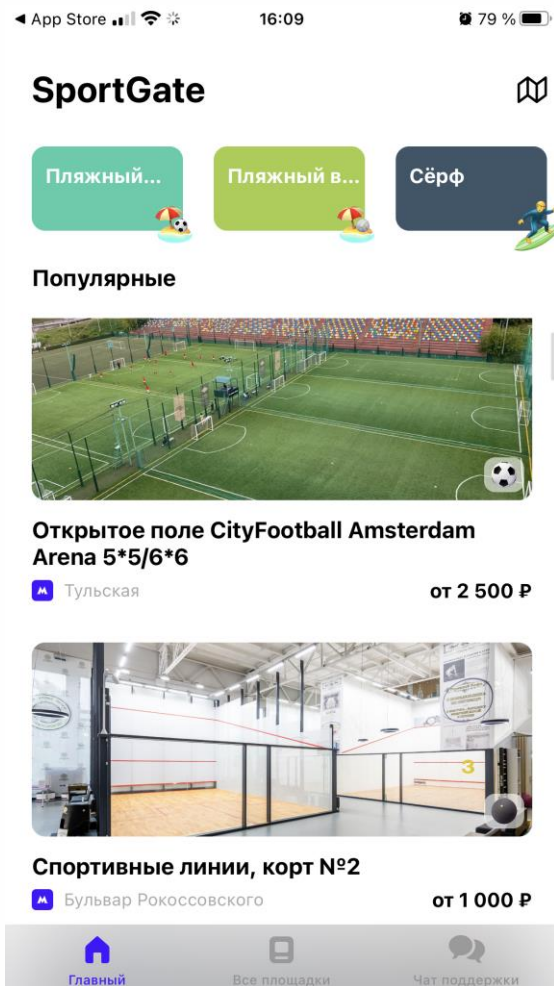 App Store
16:09
79 %
SportGate
Пляжный...
Пляжный в...
Сёрф
Популярные
Открытое поле CityFootball Amsterdam
Arena 5*5/6*6
Тульская
от 2 500 ₽
3
Спортивные линии, корт №2
Бульвар Рокоссовского
от 1 000 ₽
Главный
Все площадки
Чат поддержки